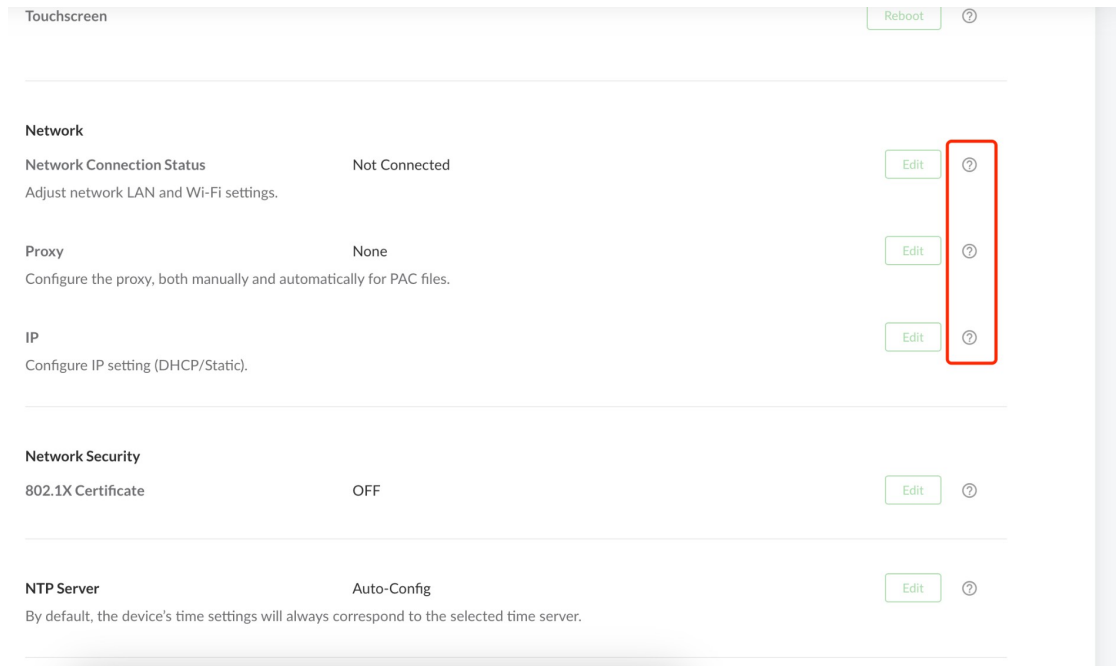 Touchscreen Reboot ?
Network
Network Connection Status Not Connected Edit ?
Adjust network LAN and Wi-Fi settings.
Proxy None Edit ?
Configure the proxy, both manually and automatically for PAC files.
IP Edit ?
Configure IP setting (DHCP/Static).
Network Security
802.1X Certificate OFF Edit ?
NTP Server Auto-Config Edit ?
By default, the device's time settings will always correspond to the selected time server.